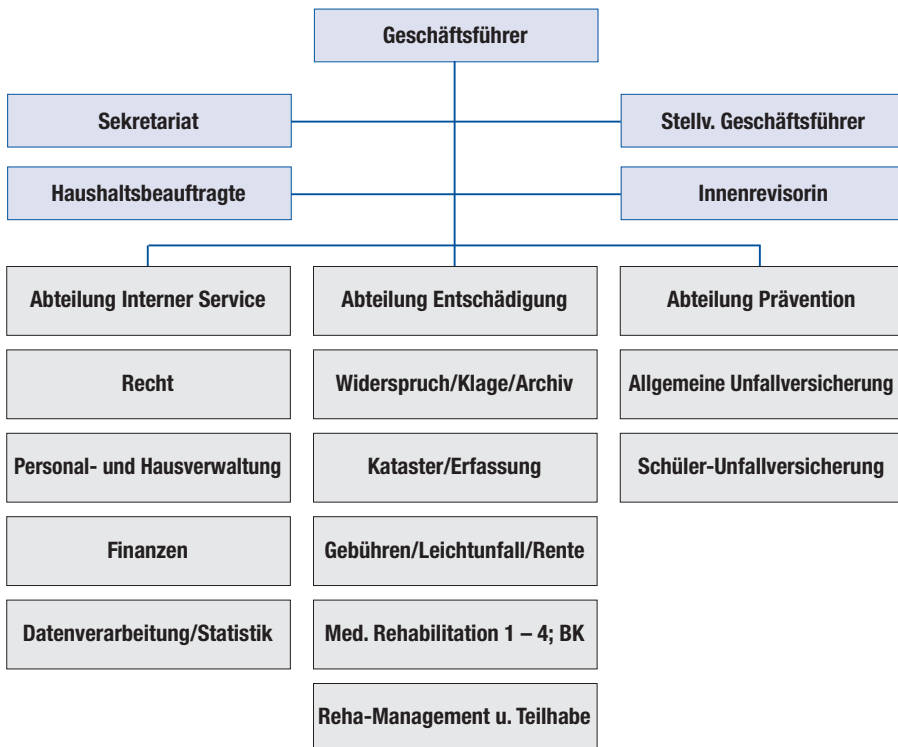 Geschäftsführer
Sekretariat
Stellv. Geschäftsführer
Haushaltsbeauftragte
Innenrevisorin
Abteilung Interner Service
Abteilung Entschädigung
Abteilung Prävention
Recht
Widerspruch/Klage/Archiv
Allgemeine Unfallversicherung
Personal- und Hausverwaltung
Kataster/Erfassung
Schüler-Unfallversicherung
Finanzen
Gebühren/Leichtunfall/Rente
Datenverarbeitung/Statistik
Med. Rehabilitation 1 – 4; BK
Reha-Management u. Teilhabe